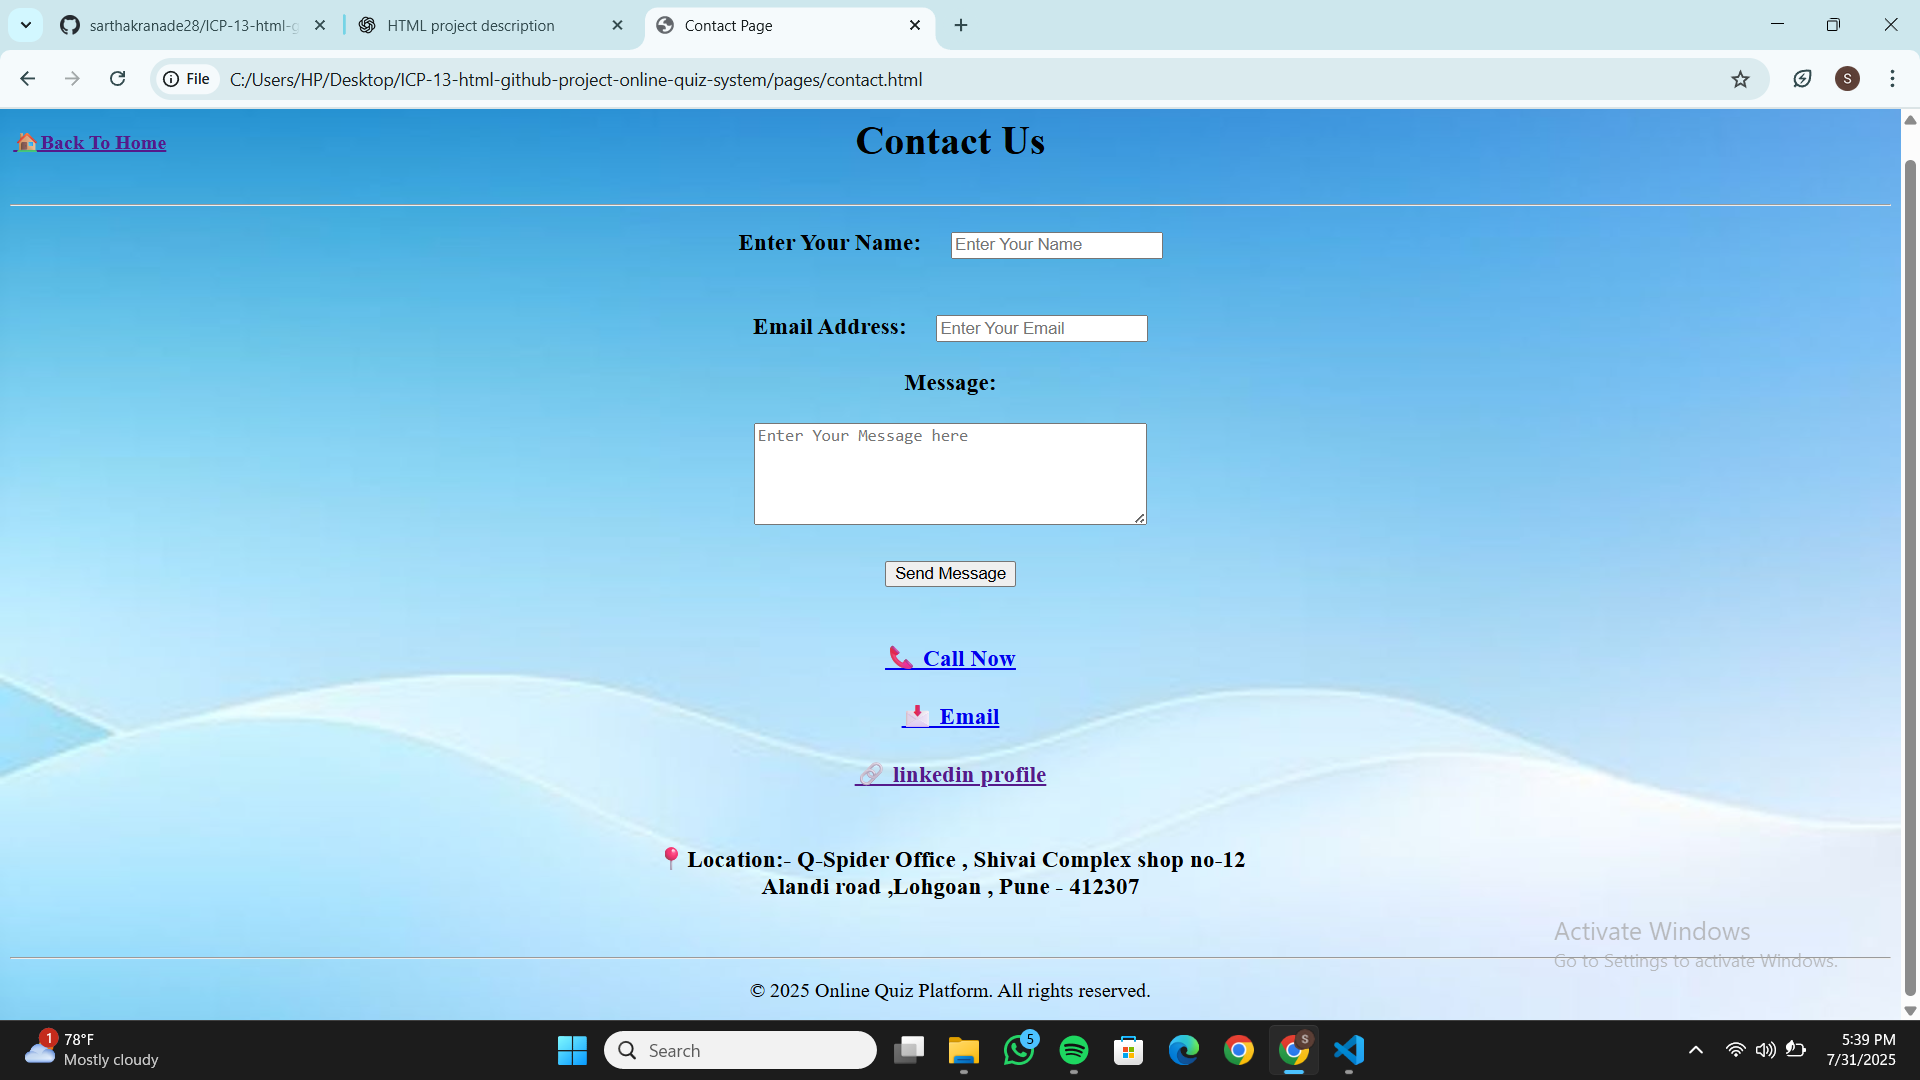 sarthakranade28/ICP-13-html-g
HTML project description
Contact Page
File
C:/Users/HP/Desktop/ICP-13-html-github-project-online-quiz-system/pages/contact.html
S
🏠Back To Home
Contact Us
Enter Your Name:
Enter Your Name
Email Address:
Enter Your Email
Message:
Enter Your Message here
Send Message
📞 Call Now
📩 Email
🔗 linkedin profile
📍Location:- Q-Spider Office , Shivai Complex shop no-12
Alandi road ,Lohgoan , Pune - 412307
Activate Windows
Go to Settings to activate Windows.
© 2025 Online Quiz Platform. All rights reserved.
1
78°F
Mostly cloudy
Search
5
S
5:39 PM
7/31/2025